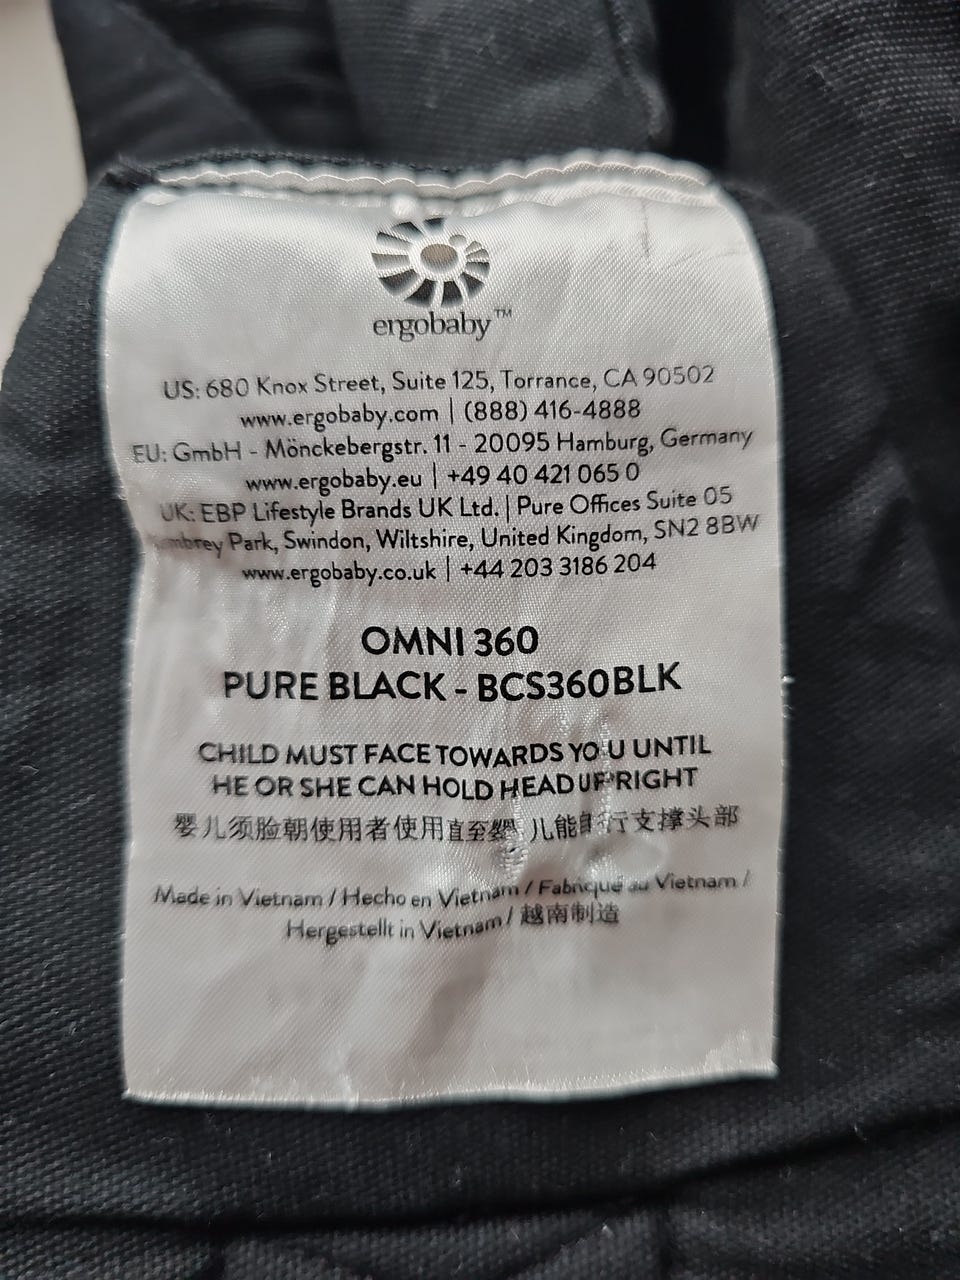 ergobaby™
US: 680 Knox Street, Suite 125, Torrance, CA 90502
www.ergobaby.com | (888) 416-4888
EU: GmbH - Mönckebergstr. 11 - 20095 Hamburg, Germany
www.ergobaby.eu | +49 40 421 065 0
UK: EBP Lifestyle Brands UK Ltd. | Pure Offices Suite 05
Park, Swindon, Wiltshire, United Kingdom, SN2 8BW
www.ergobaby.co.uk | +44 203 3186 204
OMNI 360
PURE BLACK - BCS360BLK
CHILD MUST FACE TOWARDS YOU UNTIL
HE OR SHE CAN HOLD HEAD UPRIGHT
婴儿须脸朝使用者使用直至婴儿能自行支撑头部
Made in Vietnam / Hecho en Vietnam / Fabriqué au Vietnam /
Hergestellt in Vietnam / 越南制造